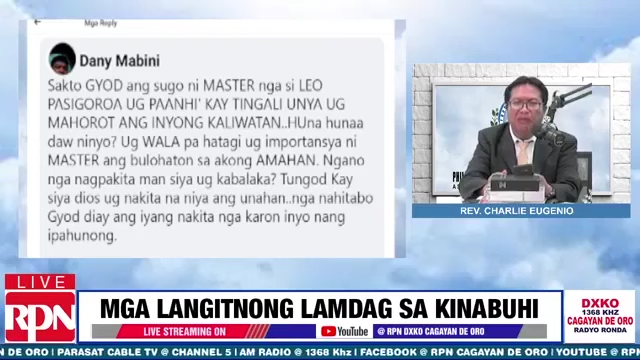 Mga Reply
Dany Mabini
Sakto GYOD ang sugo ni MASTER nga si LEO
PASIGOROA UG PAANHI' KAY TINGALI UNYA UG
MAHOROT ANG INYONG KALIWATAN..HUna hunaa
daw ninyo? Ug WALA pa hatagi ug importansya ni
MASTER ang bulohaton sa akong AMAHAN. Ngano
nga nagpakita man siya ug kabalaka? Tungod Kay
siya dios ug nakita na niya ang unahan..nga nahitabo
Gyod diay ang iyang nakita nga karon inyo nang
ipahunong.
REV. CHARLIE EUGENIO
LIVE
RPN
MGA LANGITNONG LAMDAG SA KINABUHI
LIVE STREAMING ON
YouTube
@ RPN DXKO CAGAYAN DE ORO
DXKO
1368 KHZ
CAGAYAN DE ORO
RADYO RONDA
AN DE ORO | PARASAT CABLE TV @ CHANNEL 5 | AM RADIO @ 1368 Khz | FACEBOOK @ RPN CAGAYAN DE ORO | YOUTUBE @ R